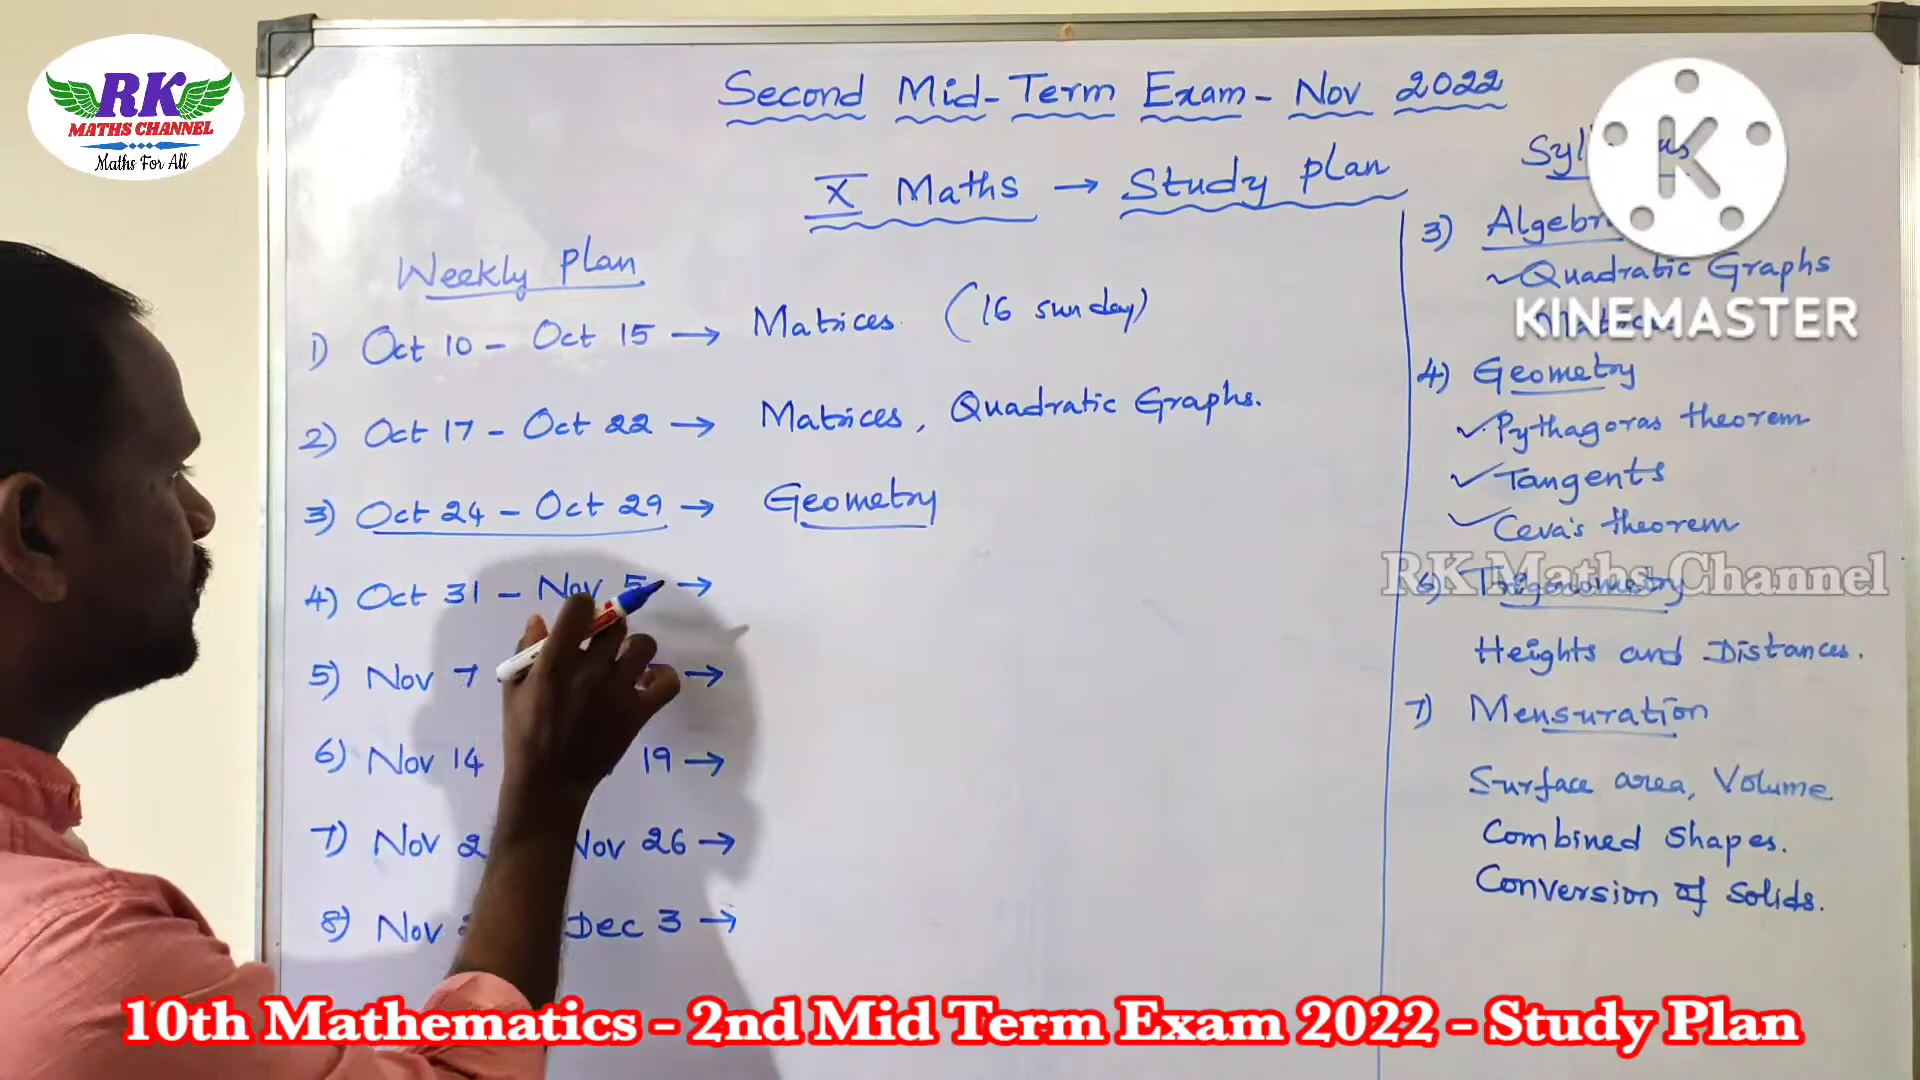 RK
MATHS CHANNEL
Maths For All
Second Mid-Term Exam - Nov 2022
X Maths → Study plan
Weekly plan
1) Oct 10 - Oct 15 → Matrices. (16 sunday)
2) Oct 17 - Oct 22 → Matrices, Quadratic Graphs.
3) Oct 24 - Oct 29 → Geometry
4) Oct 31 - Nov 5 →
5) Nov 7 →
6) Nov 14 19 →
7) Nov 2 Nov 26 →
8) Nov Dec 3 →
K
KINEMASTER
3) Algebra
Quadratic Graphs
4) Geometry
Pythagoras theorem
Tangents
Ceva's theorem
RK Maths Channel
6) Trigonometry
Heights and Distances.
7) Mensuration
Surface area, Volume
Combined shapes.
Conversion of solids.
10th Mathematics - 2nd Mid Term Exam 2022 - Study Plan